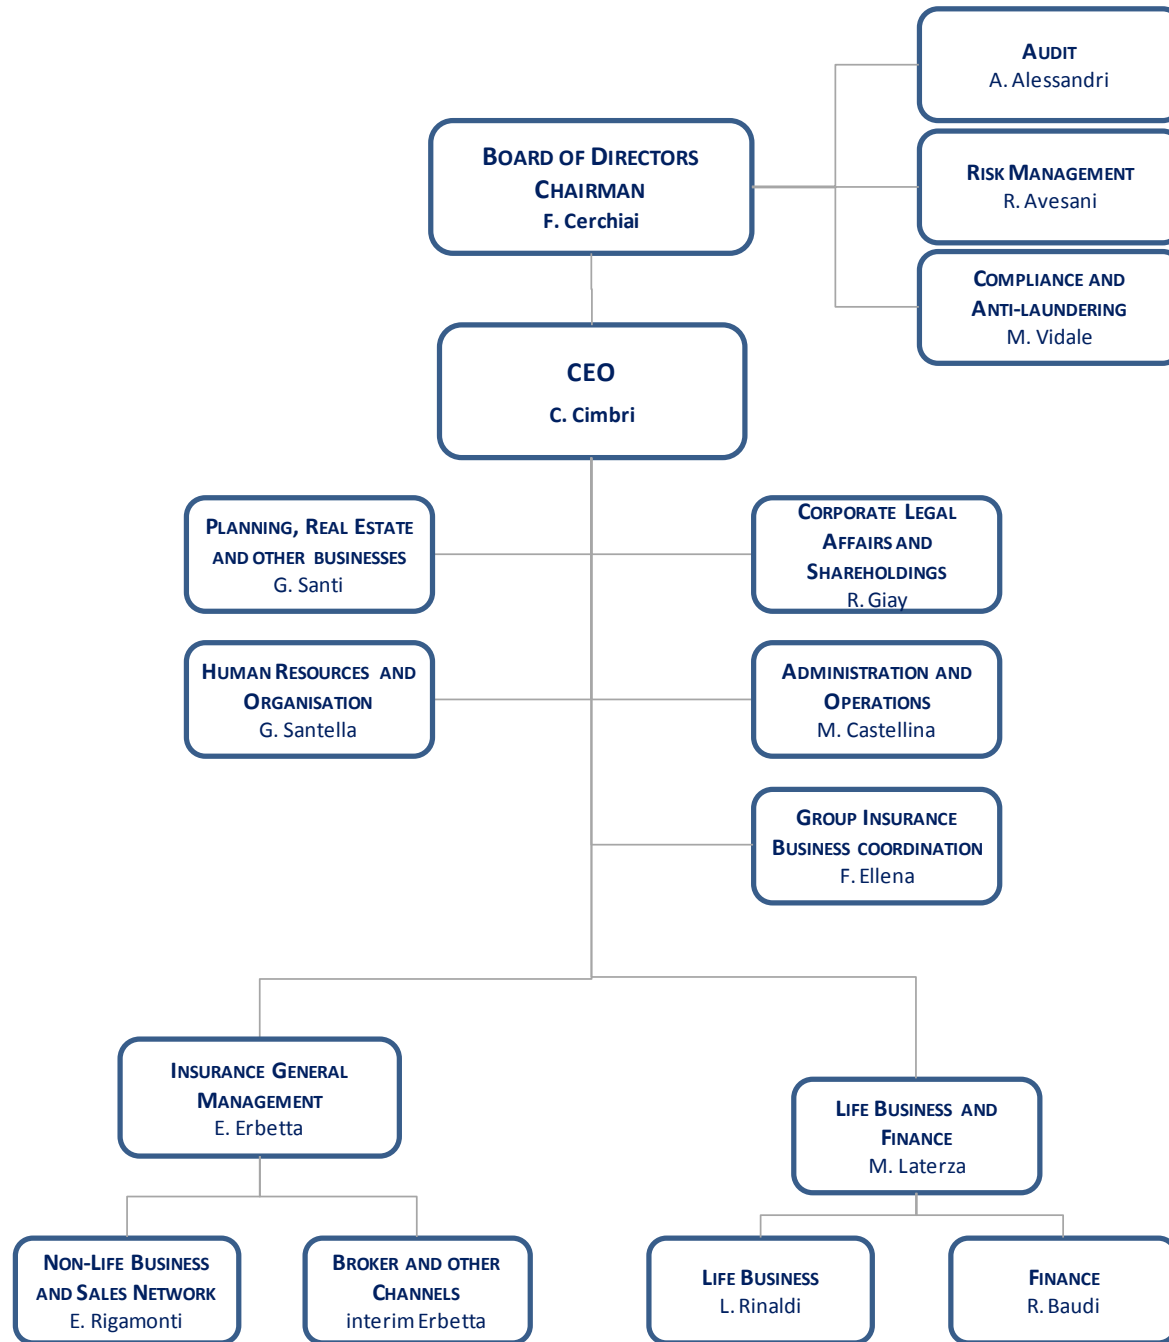 AUDIT
A. Alessandri
BOARD OF DIRECTORS
CHAIRMAN
F. Cerchiai
RISK MANAGEMENT
R. Avesani
COMPLIANCE AND
ANTI-LAUNDERING
M. Vidale
CEO
C. Cimbri
PLANNING, REAL ESTATE
AND OTHER BUSINESSES
G. Santi
CORPORATE LEGAL
AFFAIRS AND
SHAREHOLDINGS
R. Giay
HUMAN RESOURCES AND
ORGANISATION
G. Santella
ADMINISTRATION AND
OPERATIONS
M. Castellina
GROUP INSURANCE
BUSINESS COORDINATION
F. Ellena
INSURANCE GENERAL
MANAGEMENT
E. Erbetta
LIFE BUSINESS AND
FINANCE
M. Laterza
NON-LIFE BUSINESS
AND SALES NETWORK
E. Rigamonti
BROKER AND OTHER
CHANNELS
interim Erbetta
LIFE BUSINESS
L. Rinaldi
FINANCE
R. Baudi